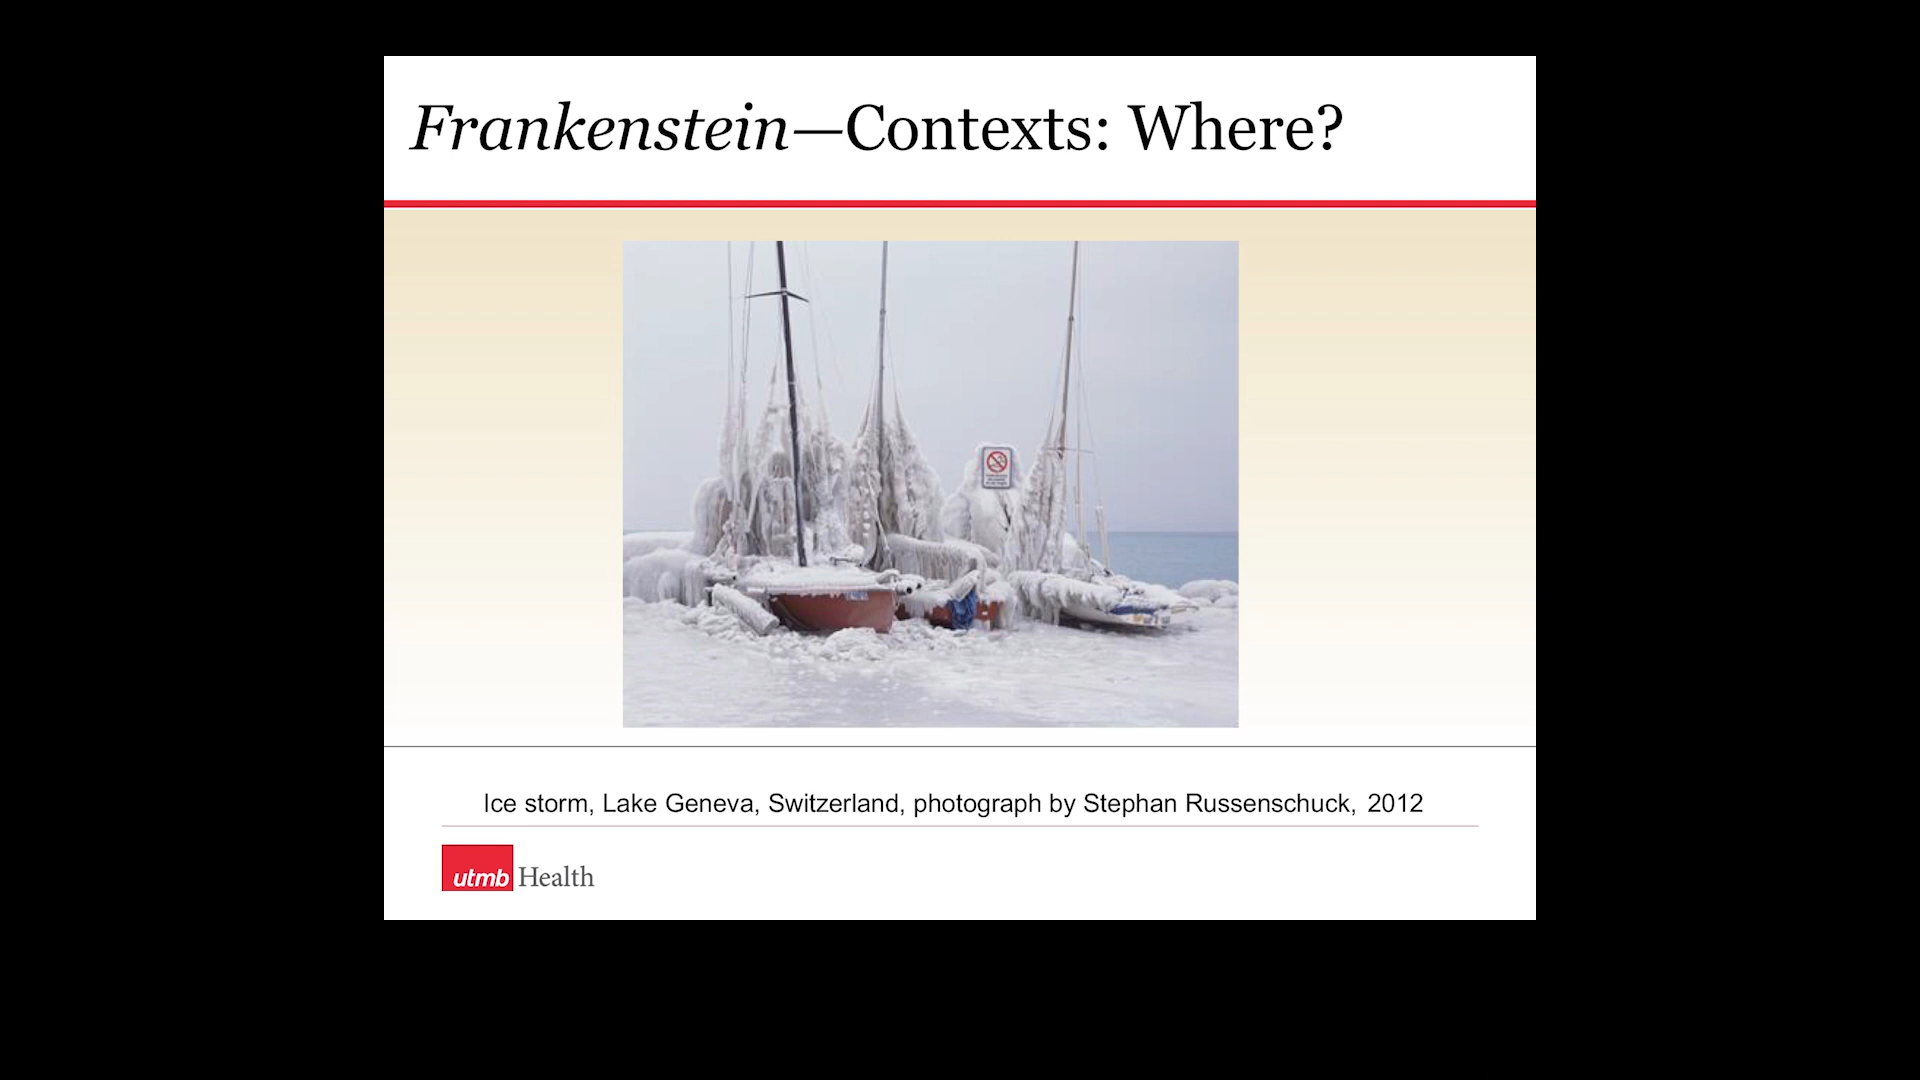 Frankenstein—Contexts: Where?
Ice storm, Lake Geneva, Switzerland, photograph by Stephan Russenschuck, 2012
utmb Health